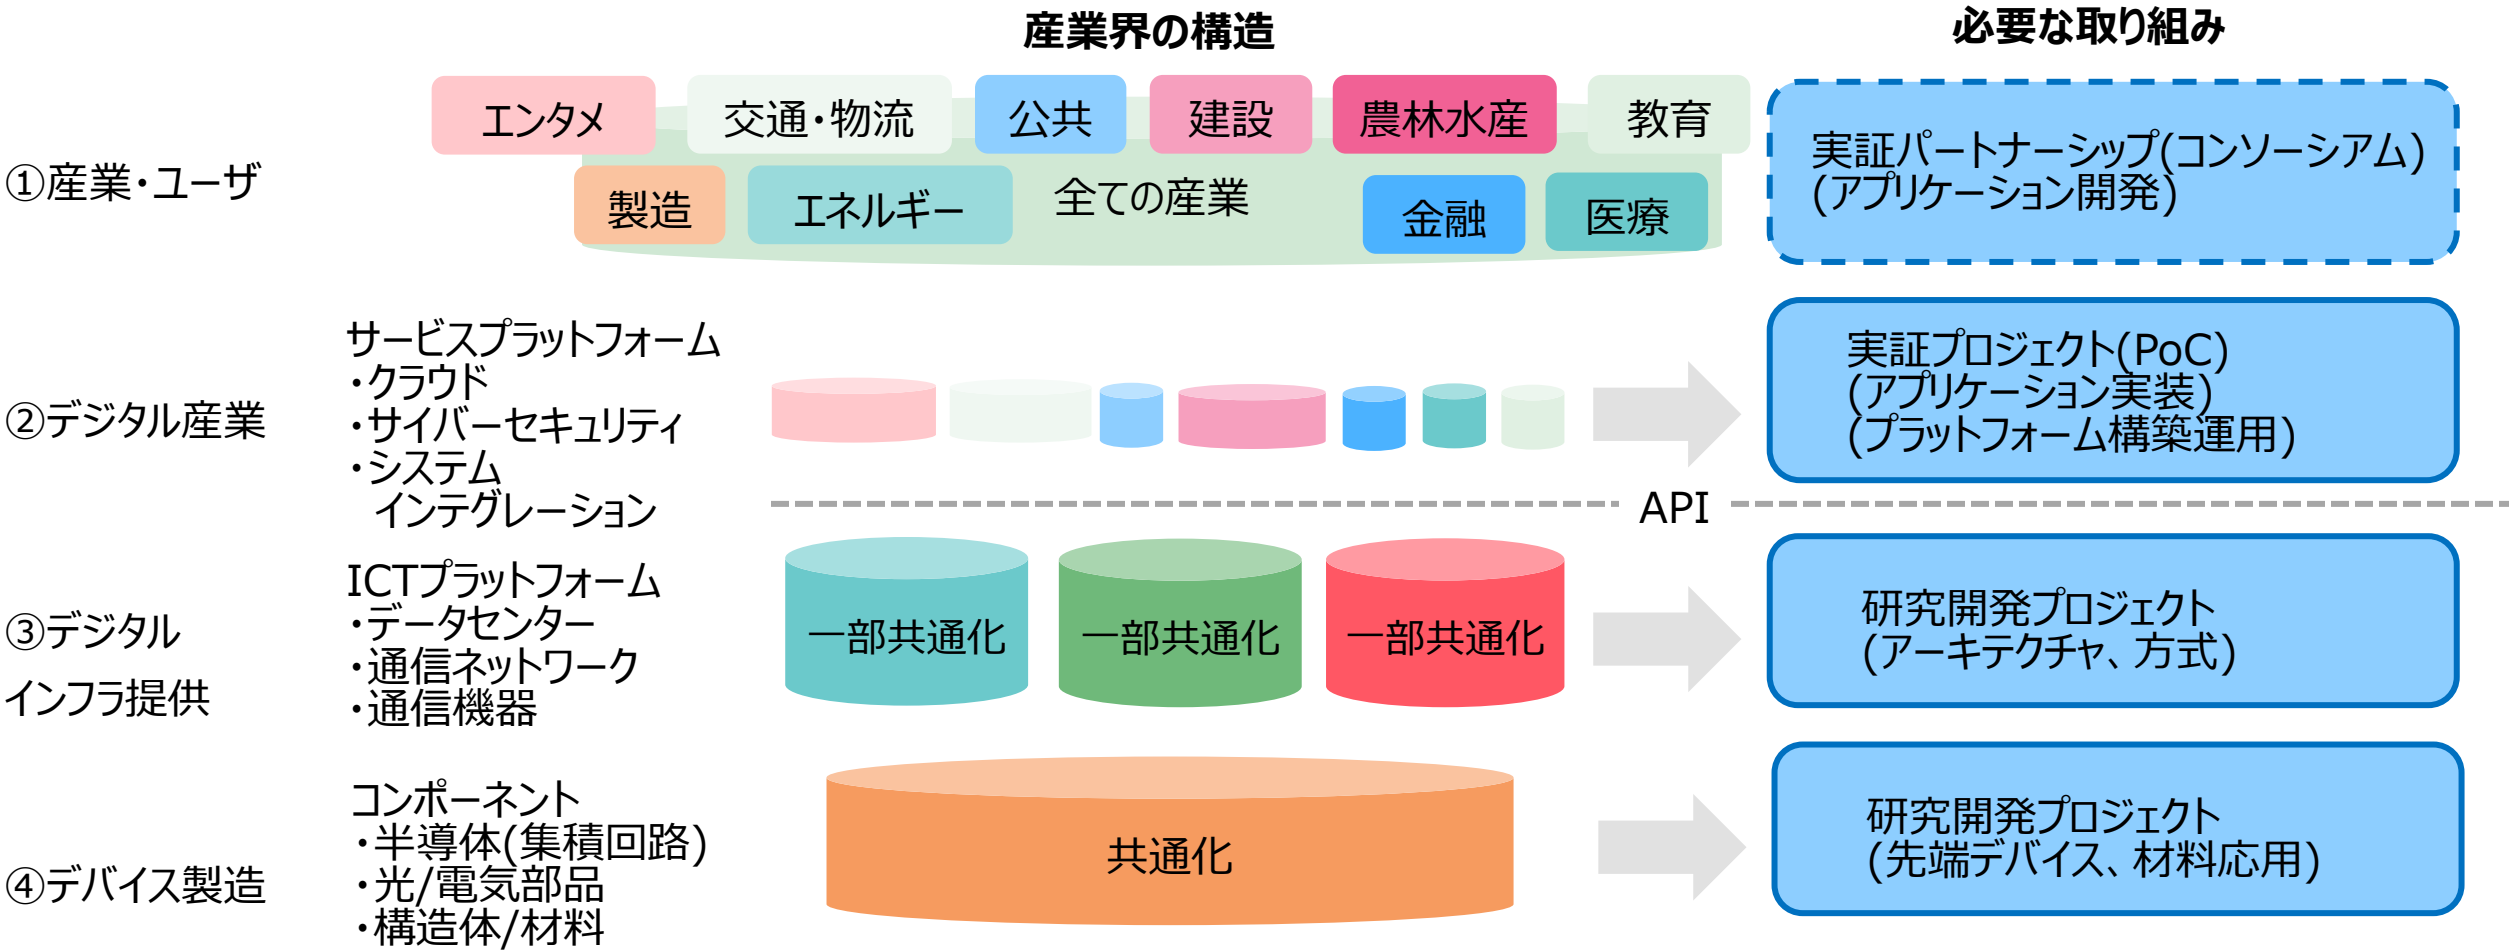 産業界の構造
必要な取り組み
①産業・ユーザ
エンタメ
交通・物流
公共
建設
農林水産
教育
製造
エネルギー
全ての産業
金融
医療
実証パートナーシップ(コンソーシアム)
(アプリケーション開発)
②デジタル産業
サービスプラットフォーム
・クラウド
・サイバーセキュリティ
・システム
インテグレーション
実証プロジェクト(PoC)
(アプリケーション実装)
(プラットフォーム構築運用)
API
③デジタル
インフラ提供
ICTプラットフォーム
・データセンター
・通信ネットワーク
・通信機器
一部共通化
一部共通化
一部共通化
研究開発プロジェクト
(アーキテクチャ、方式)
④デバイス製造
コンポーネント
・半導体(集積回路)
・光/電気部品
・構造体/材料
共通化
研究開発プロジェクト
(先端デバイス、材料応用)